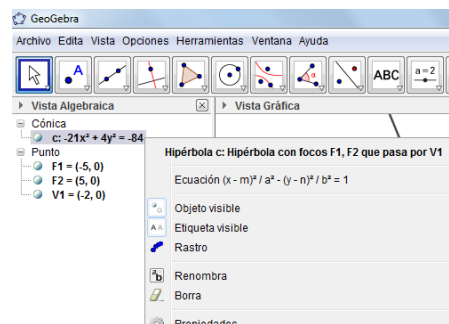 GeoGebra
Archivo Edita Vista Opciones Herramientas Ventana Ayuda
A
α
ABC
a=2
Vista Algebraica
Vista Gráfica
Cónica
c: -21x² + 4y² = -84
Punto
F1 = (-5, 0)
F2 = (5, 0)
V1 = (-2, 0)
Hipérbola c: Hipérbola con focos F1, F2 que pasa por V1
Ecuación (x - m)² / a² - (y - n)² / b² = 1
Objeto visible
AA Etiqueta visible
Rastro
ab Renombra
Borra
Propiedades